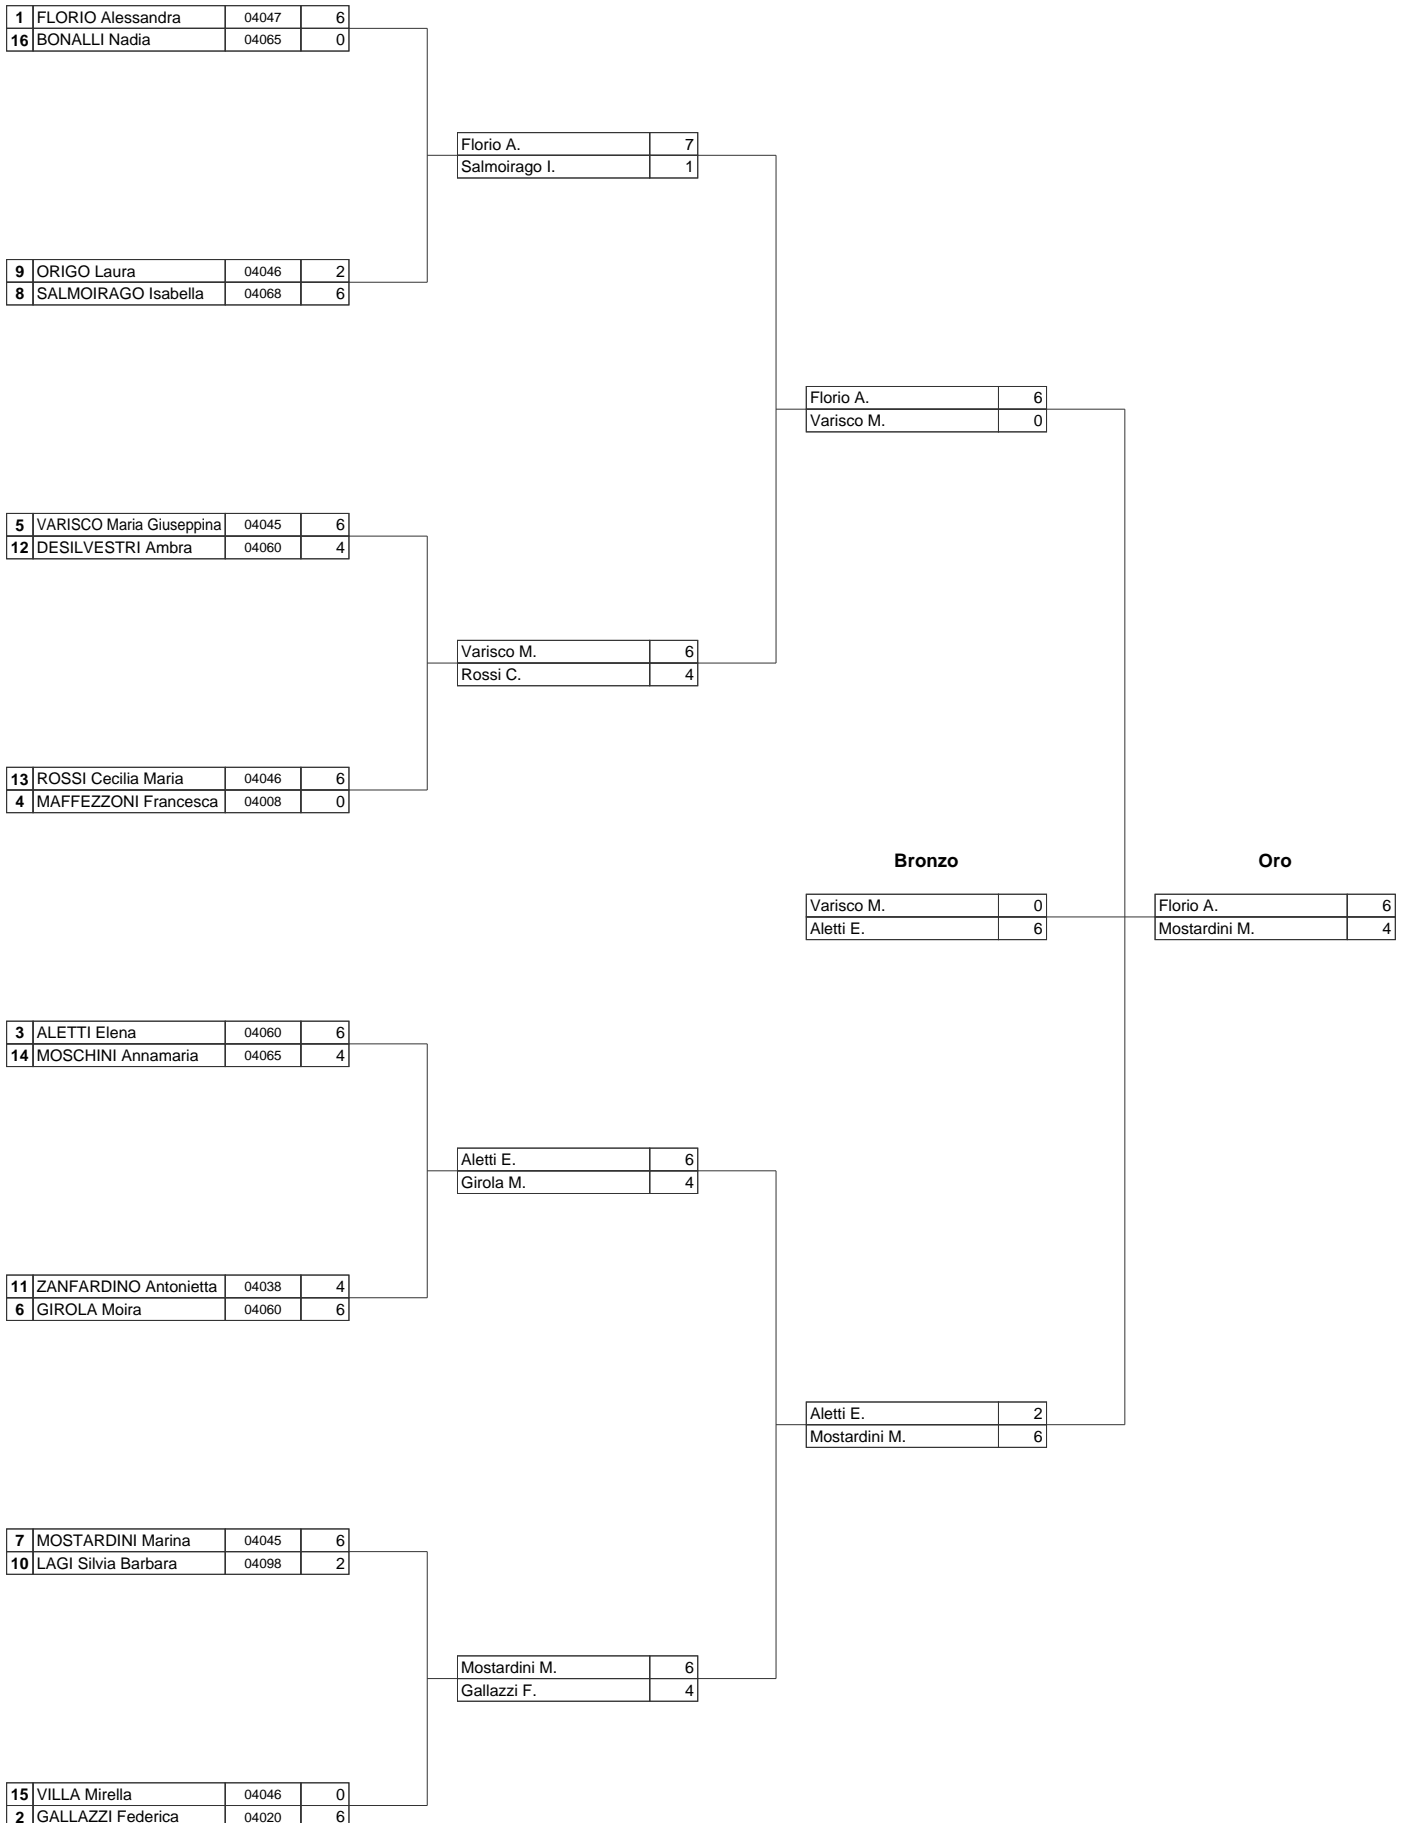 1 FLORIO Alessandra 04047 6
16 BONALLI Nadia 04065 0
Florio A. 7
Salmoirago I. 1
9 ORIGO Laura 04046 2
8 SALMOIRAGO Isabella 04068 6
Florio A. 6
Varisco M. 0
5 VARISCO Maria Giuseppina 04045 6
12 DESILVESTRI Ambra 04060 4
Varisco M. 6
Rossi C. 4
13 ROSSI Cecilia Maria 04046 6
4 MAFFEZZONI Francesca 04008 0
Bronzo Oro
Varisco M. 0 Florio A. 6
Aletti E. 6 Mostardini M. 4
3 ALETTI Elena 04060 6
14 MOSCHINI Annamaria 04065 4
Aletti E. 6
Girola M. 4
11 ZANFARDINO Antonietta 04038 4
6 GIROLA Moira 04060 6
Aletti E. 2
Mostardini M. 6
7 MOSTARDINI Marina 04045 6
10 LAGI Silvia Barbara 04098 2
Mostardini M. 6
Gallazzi F. 4
15 VILLA Mirella 04046 0
2 GALLAZZI Federica 04020 6